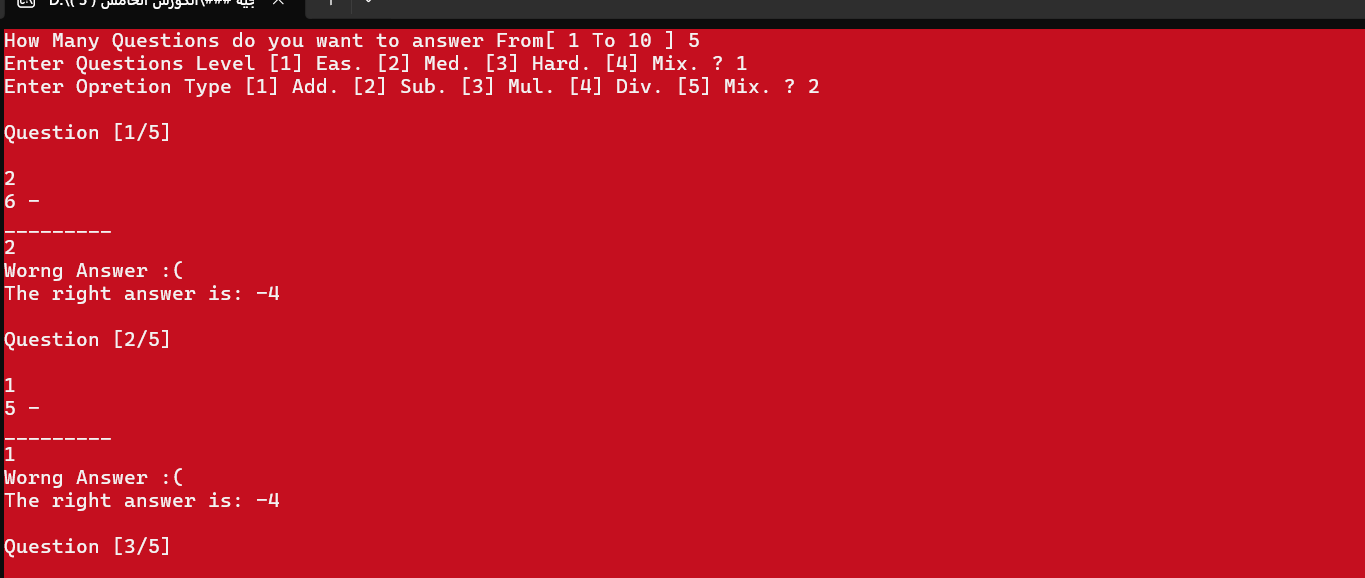 How Many Questions do you want to answer From[ 1 To 10 ] 5
Enter Questions Level [1] Eas. [2] Med. [3] Hard. [4] Mix. ? 1
Enter Opretion Type [1] Add. [2] Sub. [3] Mul. [4] Div. [5] Mix. ? 2
Question [1/5]
2
6 -
_________
2
Worng Answer :(
The right answer is: -4
Question [2/5]
1
5 -
_________
1
Worng Answer :(
The right answer is: -4
Question [3/5]